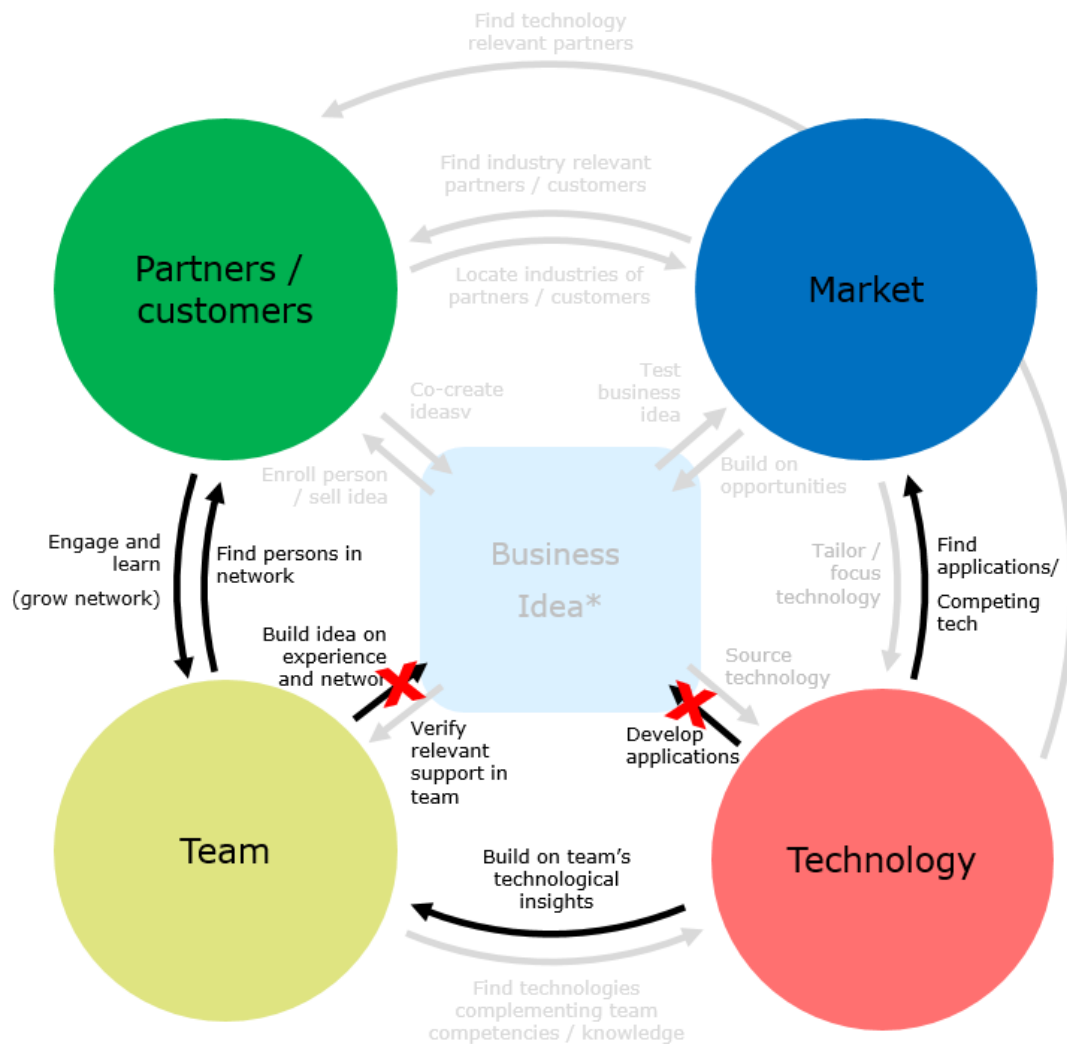 Find technology
relevant partners
Find industry relevant
partners / customers
Partners /
customers
Market
Locate industries of
partners / customers
Co-create
ideasv
Test
business
idea
Enroll person
/ sell idea
Build on
opportunities
Engage and
learn
(grow network)
Find persons in
network
Business
Idea*
Tailor /
focus
technology
Find
applications/
Competing
tech
Build idea on
experience
and networ
Source
technology
Verify
relevant
support in
team
Develop
applications
Team
Technology
Build on team’s
technological
insights
Find technologies
complementing team
competencies / knowledge